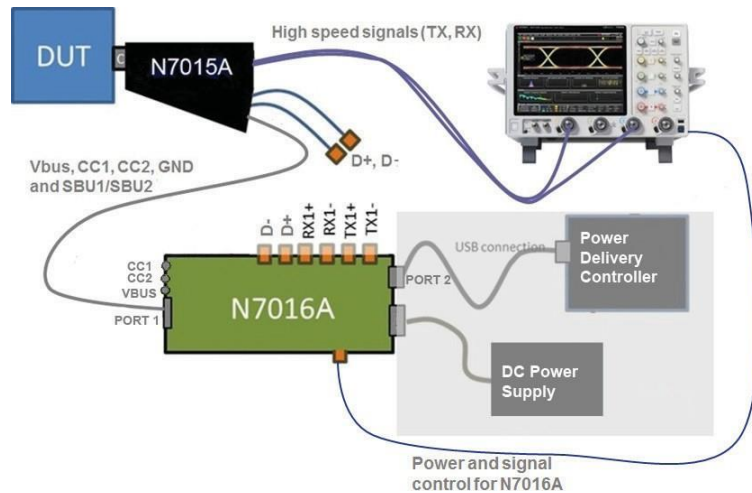 High speed signals (TX, RX)
DUT
C
N7015A
D+, D-
Vbus, CC1, CC2, GND
and SBU1/SBU2
D-
D+
RX1+
RX1-
TX1+
TX1-
USB connection
Power
Delivery
Controller
CC1
CC2
VBUS
PORT 1
PORT 2
N7016A
DC Power
Supply
Power and signal
control for N7016A